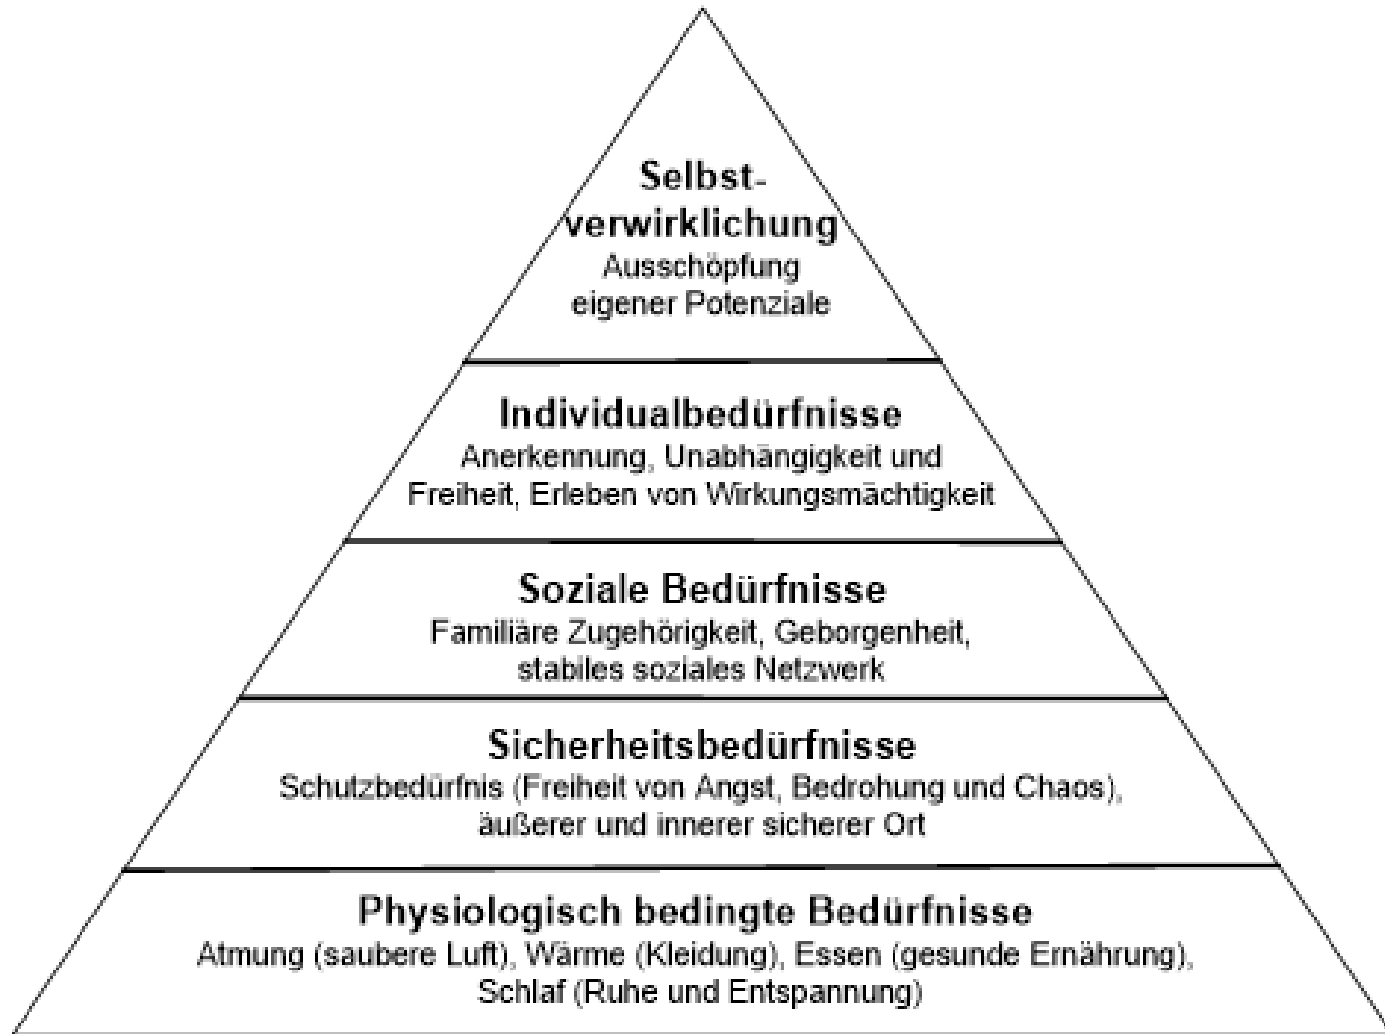 Selbst-
verwirklichung
Ausschöpfung
eigener Potenziale
Individualbedürfnisse
Anerkennung, Unabhängigkeit und
Freiheit, Erleben von Wirkungsmächtigkeit
Soziale Bedürfnisse
Familiäre Zugehörigkeit, Geborgenheit,
stabiles soziales Netzwerk
Sicherheitsbedürfnisse
Schutzbedürfnis (Freiheit von Angst, Bedrohung und Chaos),
äußerer und innerer sicherer Ort
Physiologisch bedingte Bedürfnisse
Atmung (saubere Luft), Wärme (Kleidung), Essen (gesunde Ernährung),
Schlaf (Ruhe und Entspannung)